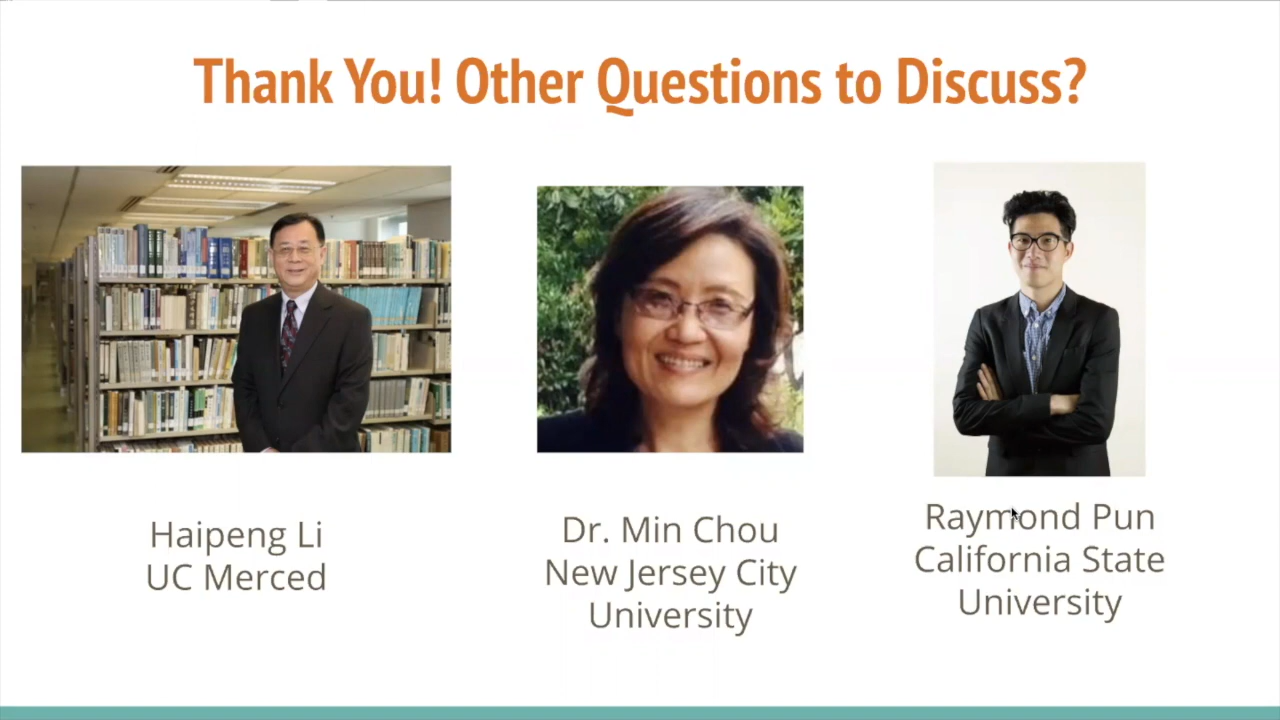 Thank You! Other Questions to Discuss?
Haipeng Li
UC Merced
Dr. Min Chou
New Jersey City
University
Raymond Pun
California State
University